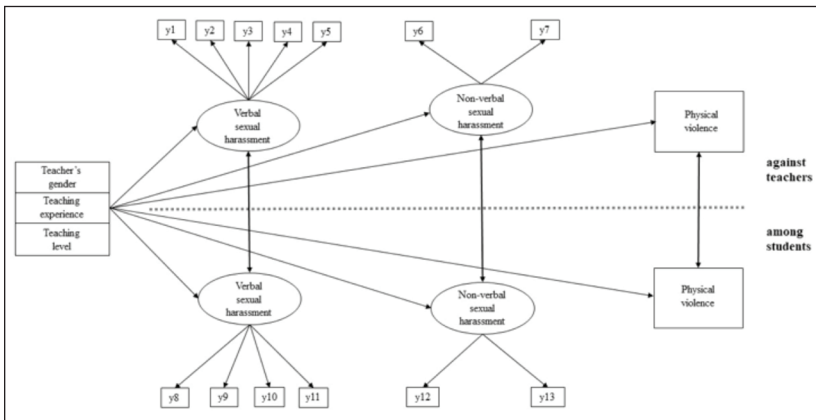 y1
y2
y3
y4
y5
y6
y7
Verbal
sexual
harassment
Non-verbal
sexual
harassment
Physical
violence
against
teachers
Teacher´s
gender
Teaching
experience
Teaching
level
among
students
Verbal
sexual
harassment
Non-verbal
sexual
harassment
Physical
violence
y8
y9
y10
y11
y12
y13